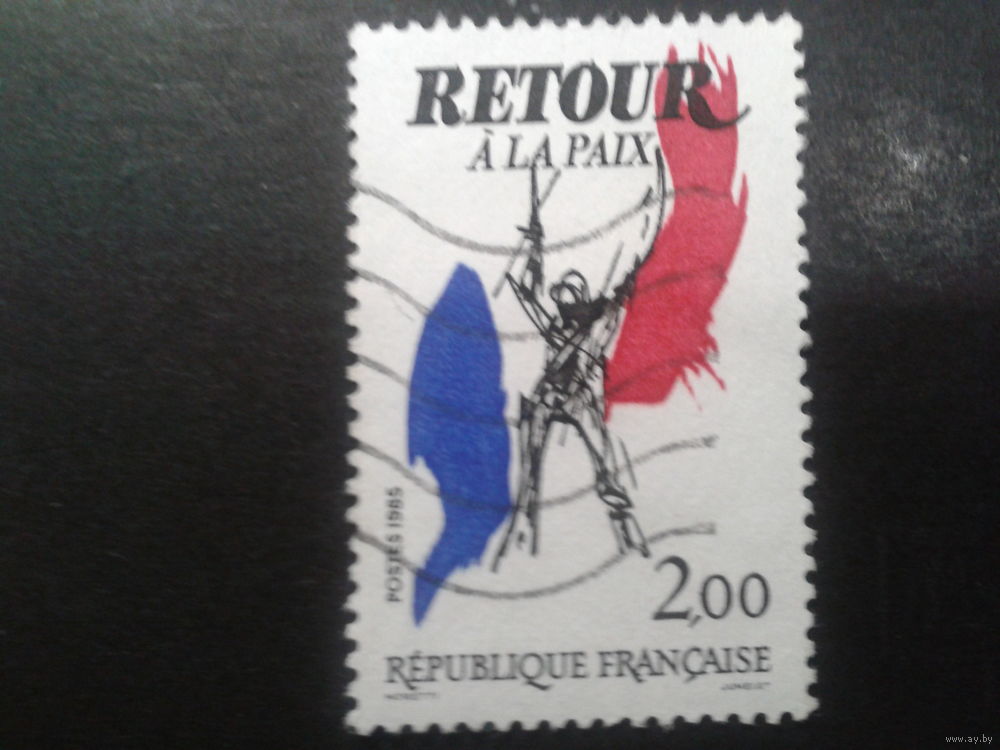 RETOUR
À LA PAIX
POSTES 1985
2,00
RÉPUBLIQUE FRANÇAISE
www.ay.by